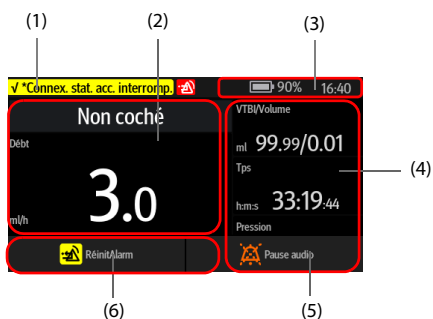 (1)
(2)
(3)
√ *Connex. stat. acc. interromp.
90% 16:40
Non coché
Débt
3.0
ml/h
VTBI/Volume
ml 99.99/0.01
Tps
h:m:s 33:19:44
Pression
(4)
RéinitAlarm
Pause audio
(6)
(5)